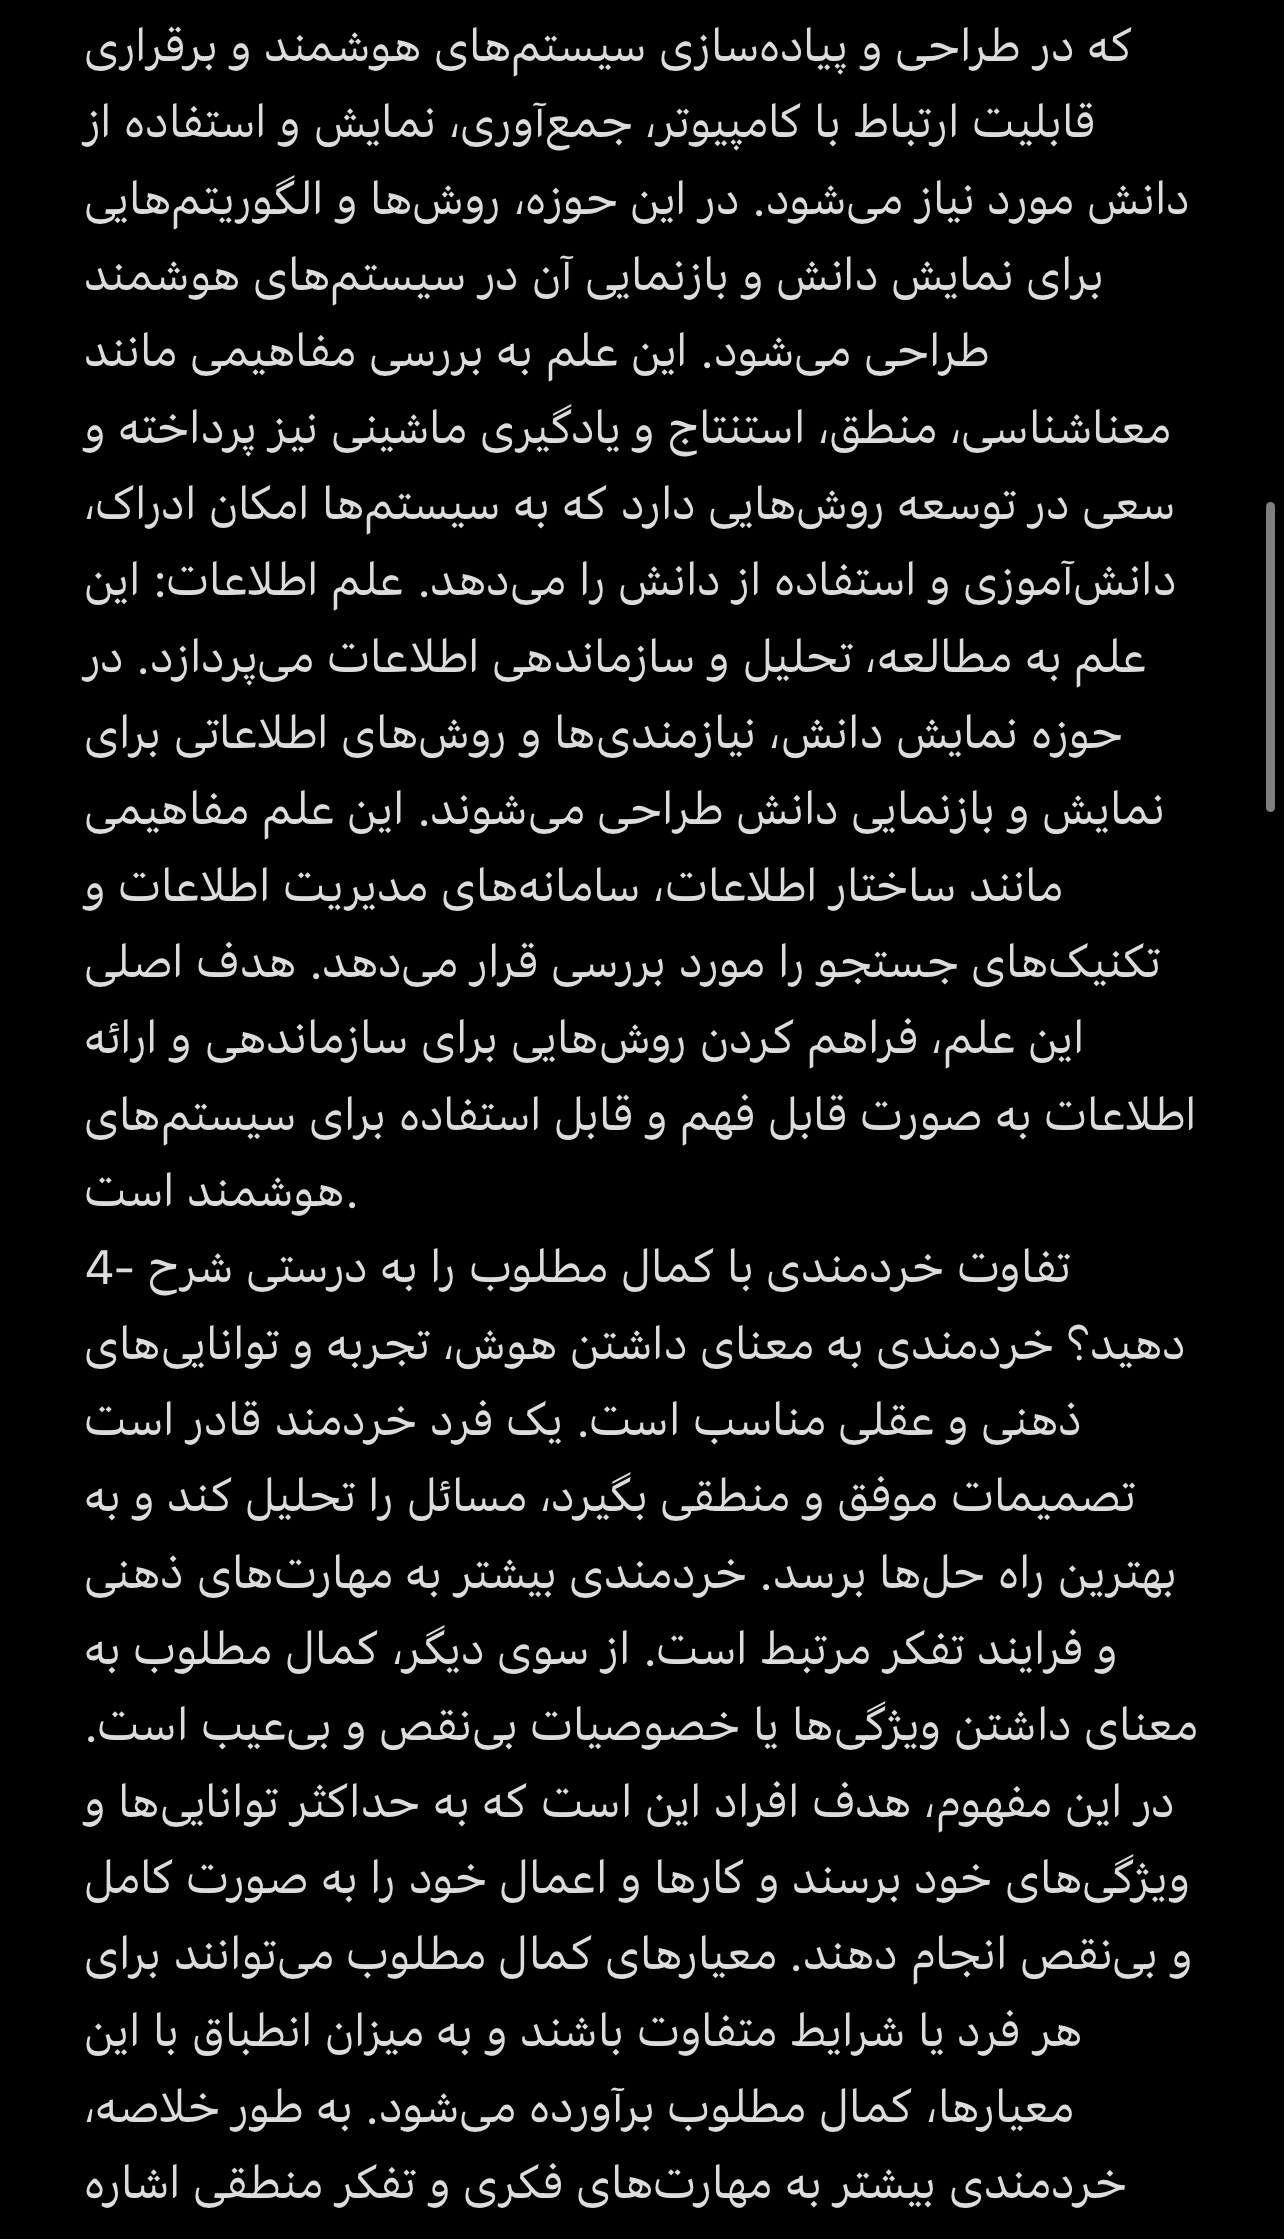 که در طراحی و پیاده‌سازی سیستم‌های هوشمند و برقراری
قابلیت ارتباط با کامپیوتر، جمع‌آوری، نمایش و استفاده از
دانش مورد نیاز می‌شود. در این حوزه، روش‌ها و الگوریتم‌هایی
برای نمایش دانش و بازنمایی آن در سیستم‌های هوشمند
طراحی می‌شود. این علم به بررسی مفاهیمی مانند
معناشناسی، منطق، استنتاج و یادگیری ماشینی نیز پرداخته و
سعی در توسعه روش‌هایی دارد که به سیستم‌ها امکان ادراک،
دانش‌آموزی و استفاده از دانش را می‌دهد. علم اطلاعات: این
علم به مطالعه، تحلیل و سازماندهی اطلاعات می‌پردازد. در
حوزه نمایش دانش، نیازمندی‌ها و روش‌های اطلاعاتی برای
نمایش و بازنمایی دانش طراحی می‌شوند. این علم مفاهیمی
مانند ساختار اطلاعات، سامانه‌های مدیریت اطلاعات و
تکنیک‌های جستجو را مورد بررسی قرار می‌دهد. هدف اصلی
این علم، فراهم کردن روش‌هایی برای سازماندهی و ارائه
اطلاعات به صورت قابل فهم و قابل استفاده برای سیستم‌های
هوشمند است.
4- تفاوت خردمندی با کمال مطلوب را به درستی شرح
دهید؟ خردمندی به معنای داشتن هوش، تجربه و توانایی‌های
ذهنی و عقلی مناسب است. یک فرد خردمند قادر است
تصمیمات موفق و منطقی بگیرد، مسائل را تحلیل کند و به
بهترین راه حل‌ها برسد. خردمندی بیشتر به مهارت‌های ذهنی
و فرایند تفکر مرتبط است. از سوی دیگر، کمال مطلوب به
معنای داشتن ویژگی‌ها یا خصوصیات بی‌نقص و بی‌عیب است.
در این مفهوم، هدف افراد این است که به حداکثر توانایی‌ها و
ویژگی‌های خود برسند و کارها و اعمال خود را به صورت کامل
و بی‌نقص انجام دهند. معیارهای کمال مطلوب می‌توانند برای
هر فرد یا شرایط متفاوت باشند و به میزان انطباق با این
معیارها، کمال مطلوب برآورده می‌شود. به طور خلاصه،
خردمندی بیشتر به مهارت‌های فکری و تفکر منطقی اشاره